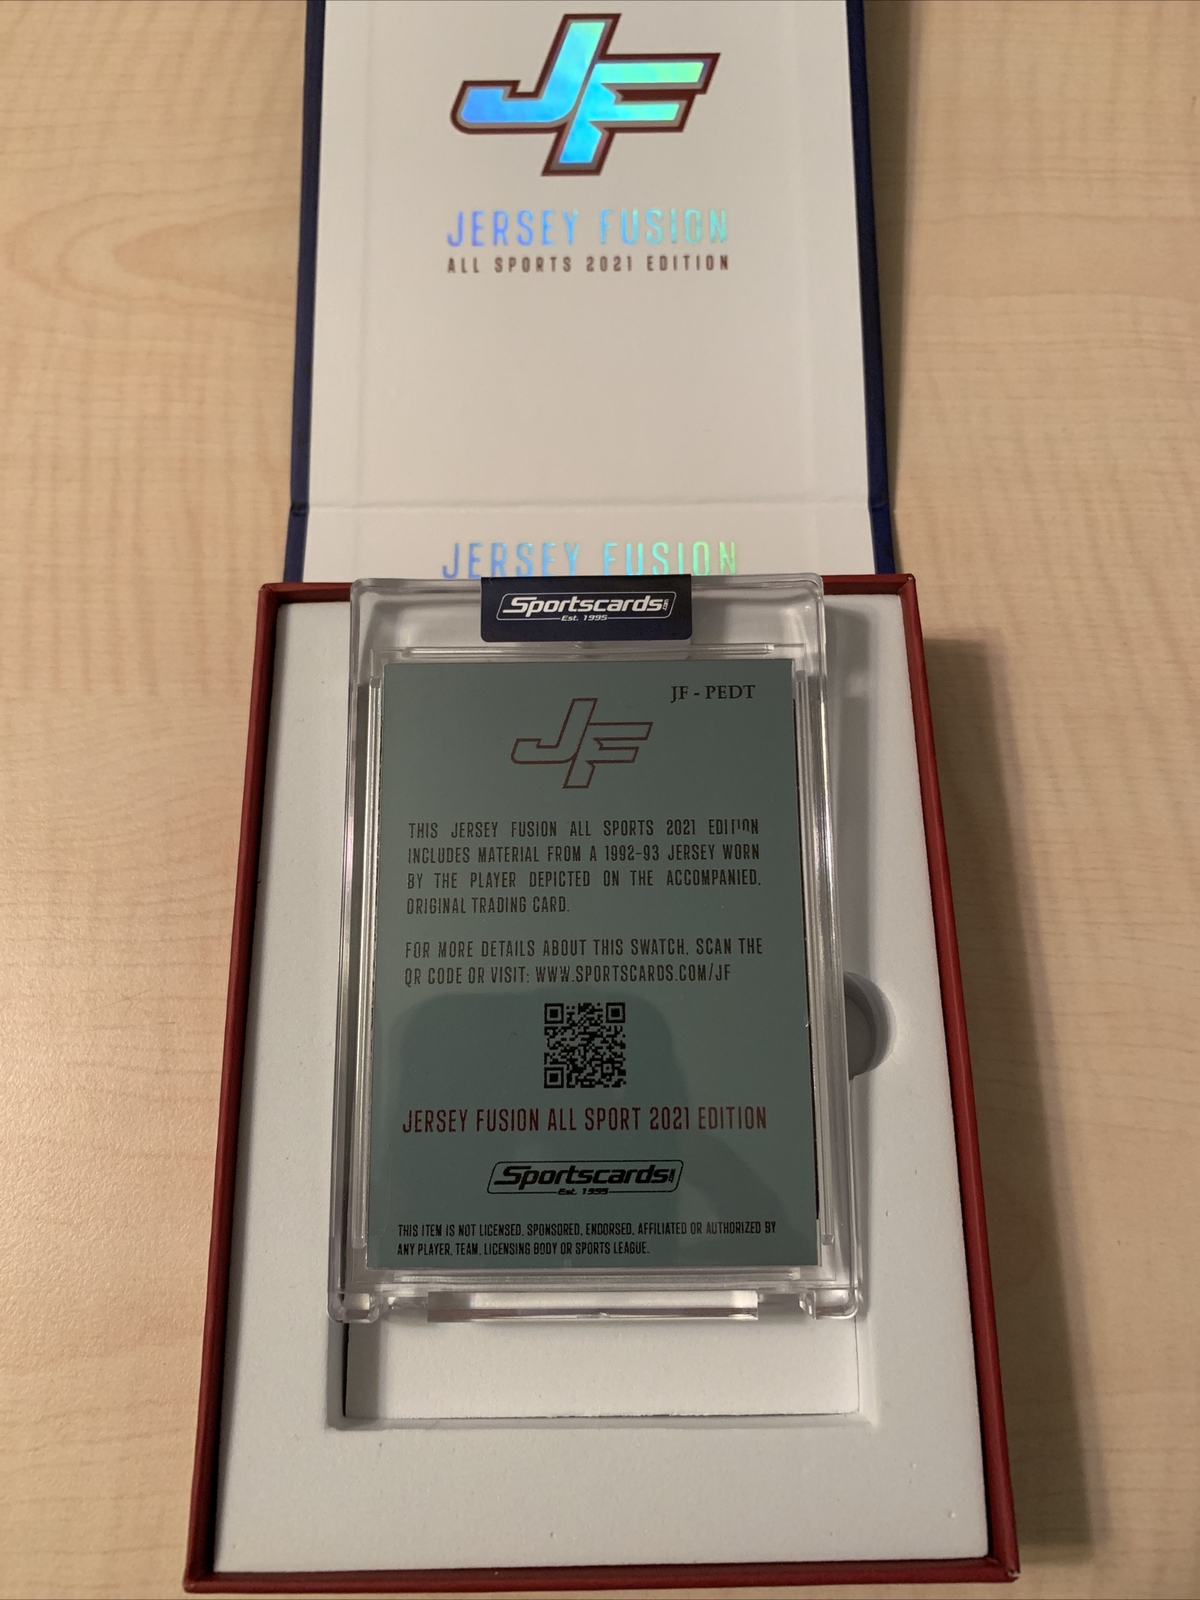 JF
JERSEY FUSION
ALL SPORTS 2021 EDITION
JERSEY FUSION
Sportscards.com
Est. 1995
JF - PEDT
JF
THIS JERSEY FUSION ALL SPORTS 2021 EDITION
INCLUDES MATERIAL FROM A 1992-93 JERSEY WORN
BY THE PLAYER DEPICTED ON THE ACCOMPANIED,
ORIGINAL TRADING CARD.
FOR MORE DETAILS ABOUT THIS SWATCH, SCAN THE
QR CODE OR VISIT: WWW.SPORTSCARDS.COM/JF
JERSEY FUSION ALL SPORT 2021 EDITION
Sportscards
Est. 1995
THIS ITEM IS NOT LICENSED, SPONSORED, ENDORSED, AFFILIATED OR AUTHORIZED BY
ANY PLAYER, TEAM, LICENSING BODY OR SPORTS LEAGUE.